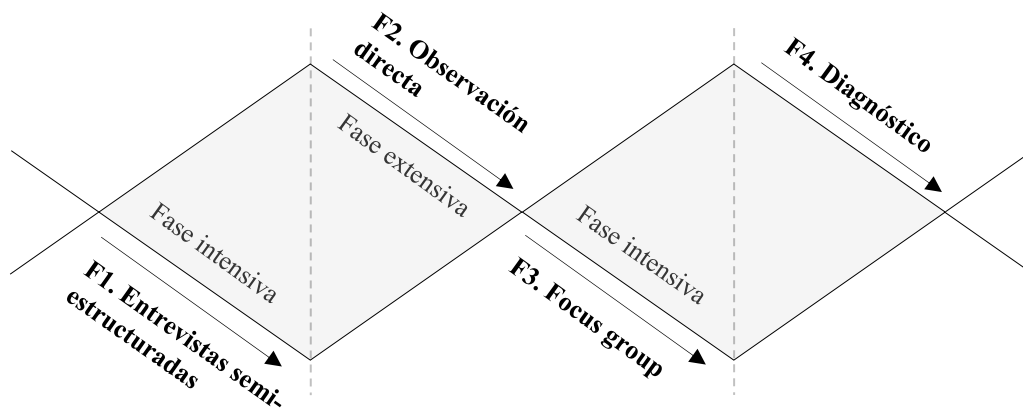 F1. Entrevistas semi-
estructuradas
Fase intensiva
F2. Observación
directa
Fase extensiva
F3. Focus group
Fase intensiva
F4. Diagnóstico